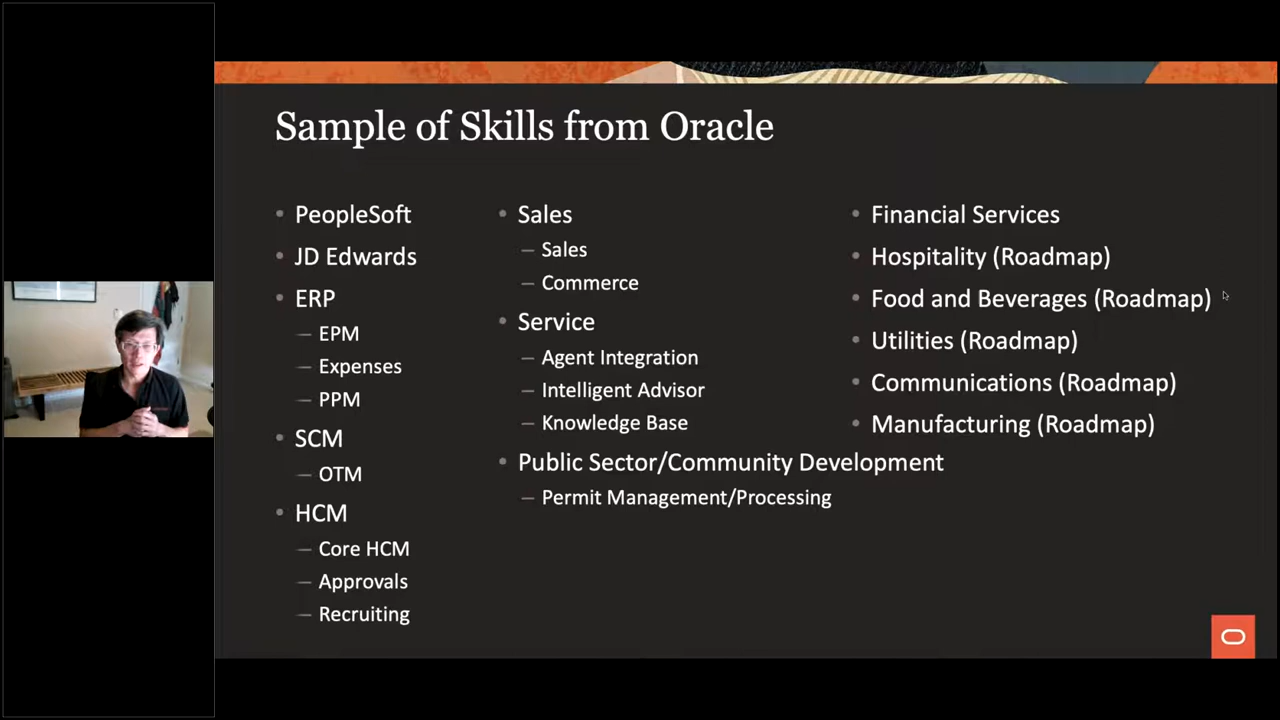 Sample of Skills from Oracle
• PeopleSoft
• JD Edwards
• ERP
– EPM
– Expenses
– PPM
• SCM
– OTM
• HCM
– Core HCM
– Approvals
– Recruiting
• Sales
– Sales
– Commerce
• Service
– Agent Integration
– Intelligent Advisor
– Knowledge Base
• Public Sector/Community Development
– Permit Management/Processing
• Financial Services
• Hospitality (Roadmap)
• Food and Beverages (Roadmap)
• Utilities (Roadmap)
• Communications (Roadmap)
• Manufacturing (Roadmap)